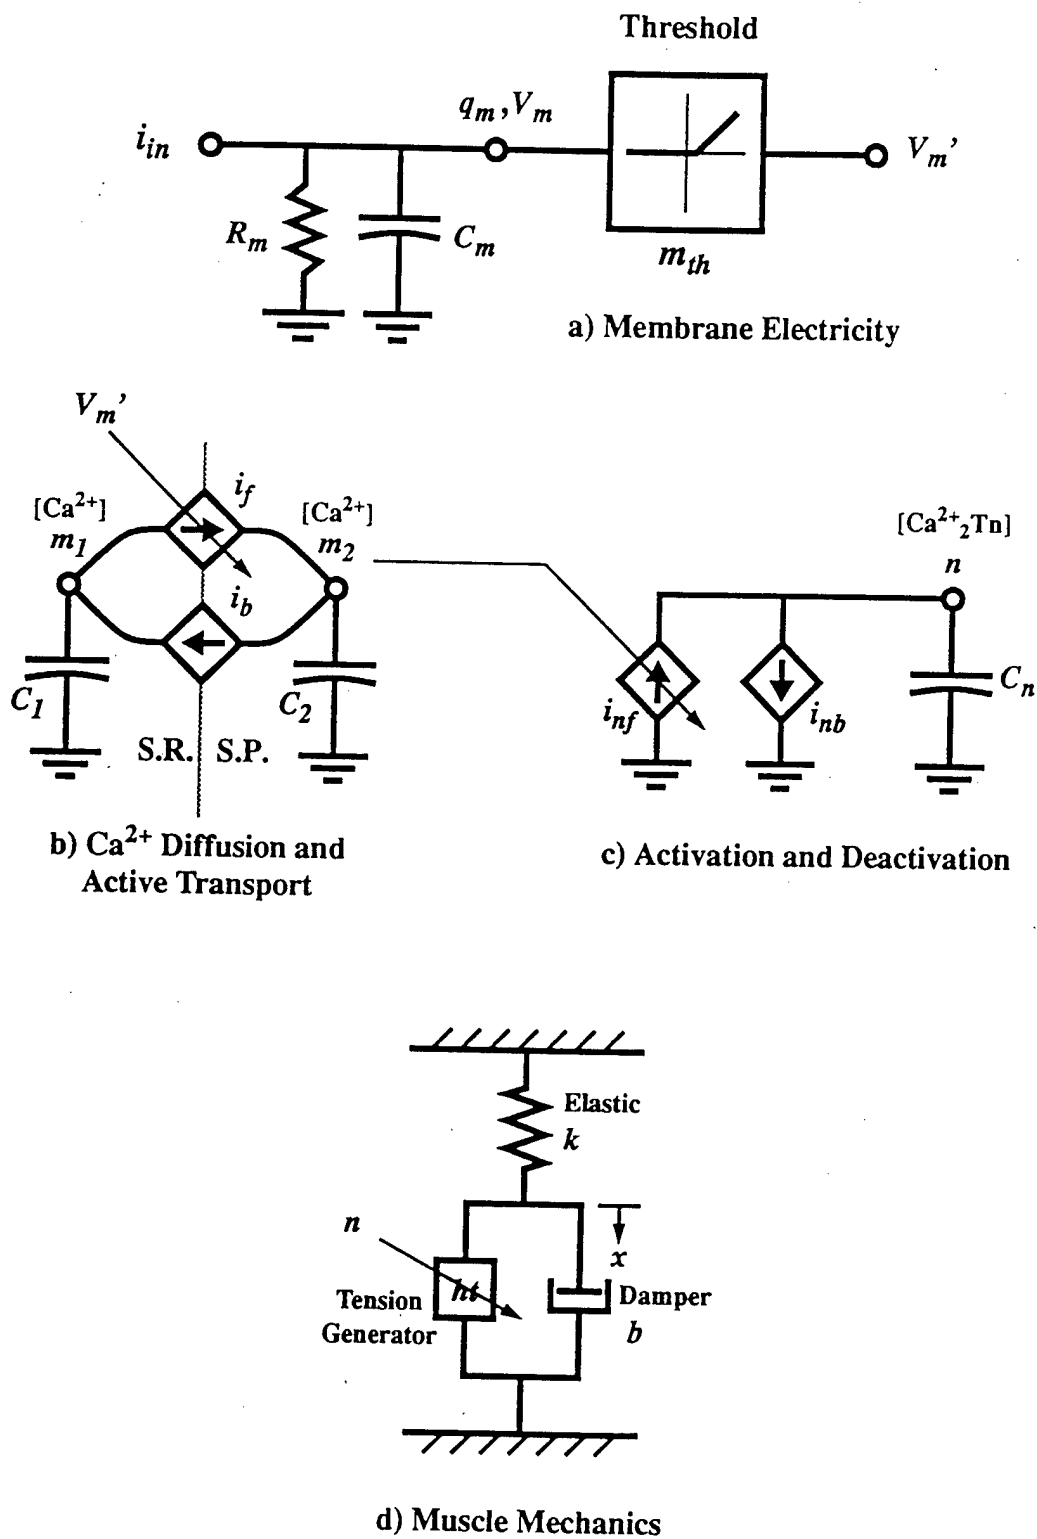 Threshold
q_m, V_m
i_in
V_m'
R_m
C_m
m_th
a) Membrane Electricity
V_m'
i_f
[Ca²⁺]
m_1
[Ca²⁺]
m_2
[Ca²⁺₂Tn]
n
i_b
C_1
C_2
i_nf
i_nb
C_n
S.R. S.P.
b) Ca²⁺ Diffusion and
Active Transport
c) Activation and Deactivation
Elastic
k
n
x
ht
Tension
Generator
Damper
b
d) Muscle Mechanics